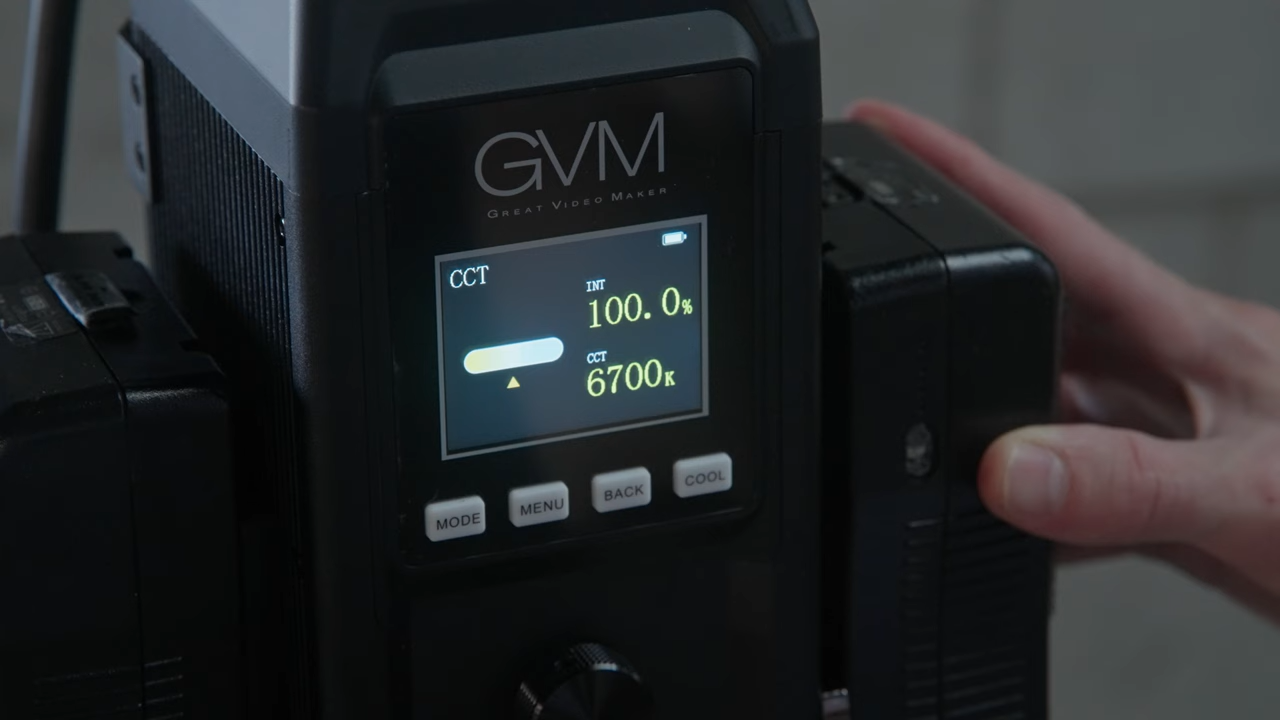 GVM
GREAT VIDEO MAKER
CCT
INT
100.0%
CCT
6700K
MODE
MENU
BACK
COOL